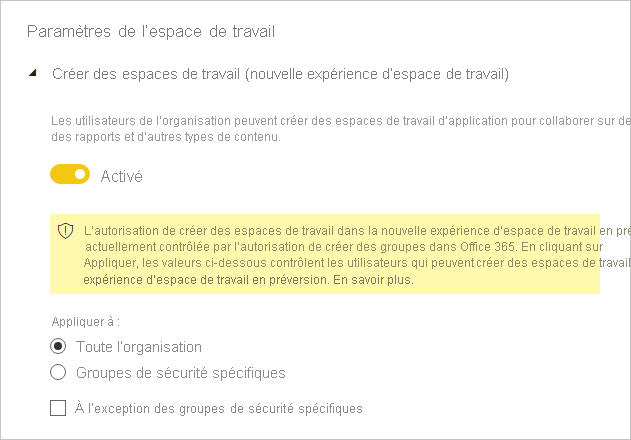 Paramètres de l'espace de travail
Créer des espaces de travail (nouvelle expérience d'espace de travail)
Les utilisateurs de l'organisation peuvent créer des espaces de travail d'application pour collaborer sur de
des rapports et d'autres types de contenu.
Activé
L'autorisation de créer des espaces de travail dans la nouvelle expérience d'espace de travail en pré
actuellement contrôlée par l'autorisation de créer des groupes dans Office 365. En cliquant sur
Appliquer, les valeurs ci-dessous contrôlent les utilisateurs qui peuvent créer des espaces de travail
expérience d'espace de travail en préversion. En savoir plus.
Appliquer à :
Toute l'organisation
Groupes de sécurité spécifiques
À l'exception des groupes de sécurité spécifiques